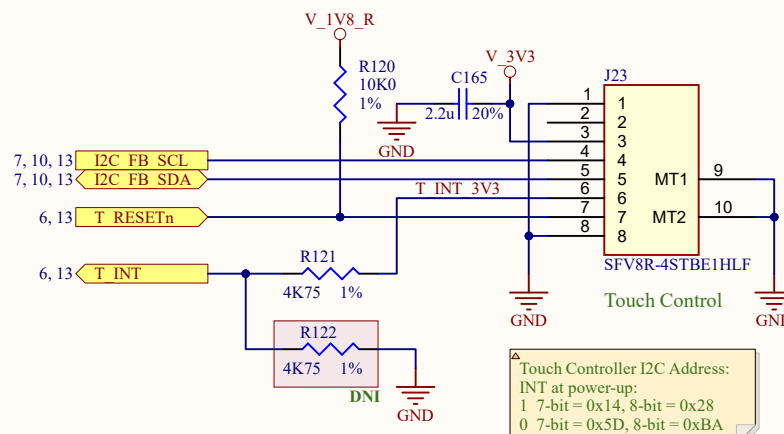 V_1V8_R
R120
10K0
1%
C165
2.2u
20%
GND
V_3V3
J23
1
2
3
4
5
6
7
8
1
2
3
4
5
6
7
8
MT1
9
MT2
10
SFV8R-4STBE1HLF
Touch Control
GND
GND
7, 10, 13 I2C_FB_SCL
7, 10, 13 I2C_FB_SDA
T_INT_3V3
6, 13 T_RESETn
6, 13 T_INT
R121
4K75 1%
R122
4K75 1%
DNI
GND
Touch Controller I2C Address:
INT at power-up:
1 7-bit = 0x14, 8-bit = 0x28
0 7-bit = 0x5D, 8-bit = 0xBA